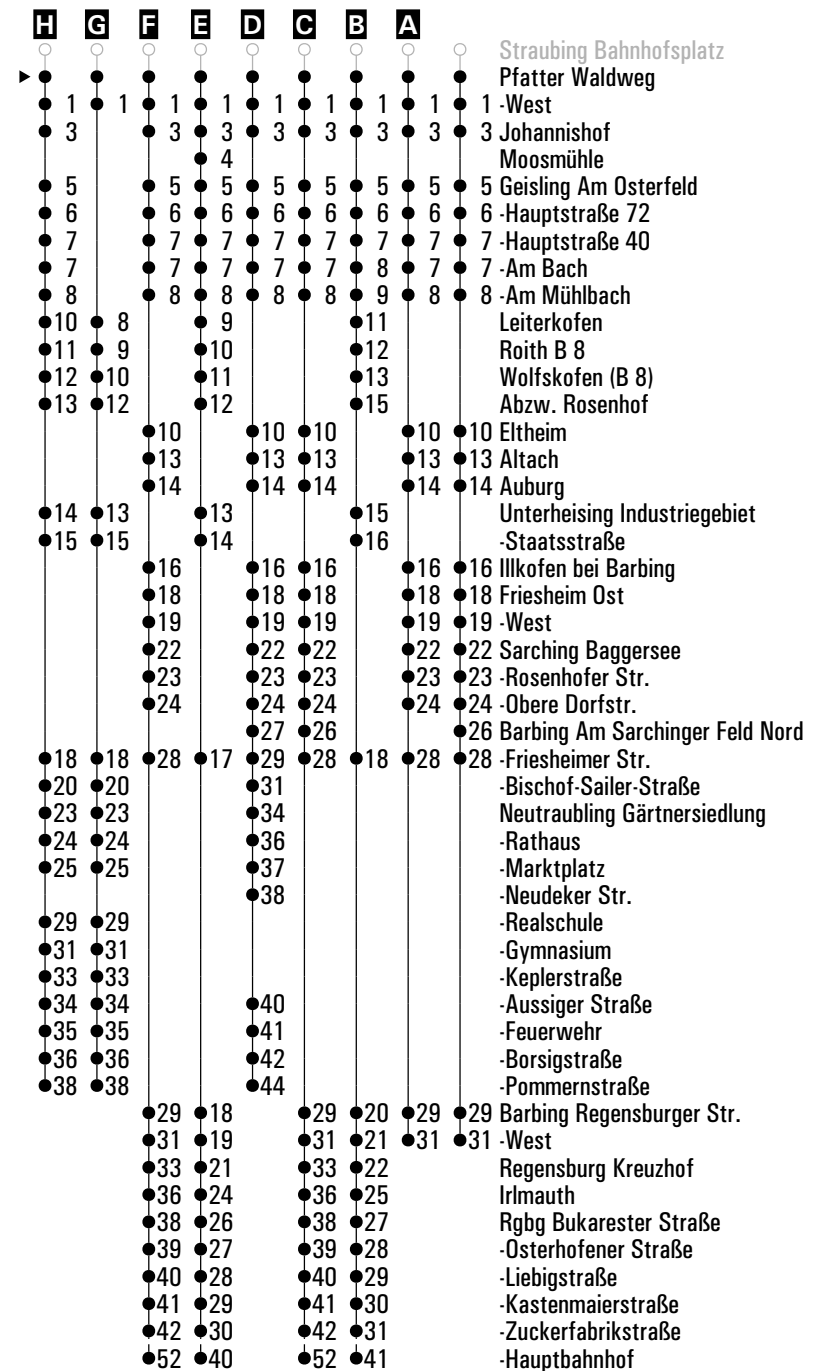 H G F E D C B A
Straubing Bahnhofsplatz
Pfatter Waldweg
1 1 1 1 1 1 1 1 1 -West
3 3 3 3 3 3 3 3 Johannishof
4 Moosmühle
5 5 5 5 5 5 5 5 Geisling Am Osterfeld
6 6 6 6 6 6 6 6 -Hauptstraße 72
7 7 7 7 7 7 7 7 -Hauptstraße 40
7 7 7 7 7 8 7 7 -Am Bach
8 8 8 8 8 9 8 8 -Am Mühlbach
10 8 9 11 Leiterkofen
11 9 10 12 Roith B 8
12 10 11 13 Wolfskofen (B 8)
13 12 12 15 Abzw. Rosenhof
10 10 10 10 10 Eltheim
13 13 13 13 13 Altach
14 14 14 14 14 Auburg
14 13 13 15 Unterheising Industriegebiet
15 15 14 16 -Staatsstraße
16 16 16 16 16 Illkofen bei Barbing
18 18 18 18 18 Friesheim Ost
19 19 19 19 19 -West
22 22 22 22 22 Sarching Baggersee
23 23 23 23 23 -Rosenhofer Str.
24 24 24 24 24 -Obere Dorfstr.
27 26 26 Barbing Am Sarchinger Feld Nord
18 18 28 17 29 28 18 28 28 -Friesheimer Str.
20 20 31 -Bischof-Sailer-Straße
23 23 34 Neutraubling Gärtnersiedlung
24 24 36 -Rathaus
25 25 37 -Marktplatz
38 -Neudeker Str.
29 29 -Realschule
31 31 -Gymnasium
33 33 -Keplerstraße
34 34 40 -Aussiger Straße
35 35 41 -Feuerwehr
36 36 42 -Borsigstraße
38 38 44 -Pommernstraße
29 18 29 20 29 29 Barbing Regensburger Str.
31 19 31 21 31 31 -West
33 21 33 22 Regensburg Kreuzhof
36 24 36 25 Irlmauth
38 26 38 27 Rgbg Bukarester Straße
39 27 39 28 -Osterhofener Straße
40 28 40 29 -Liebigstraße
41 29 41 30 -Kastenmaierstraße
42 30 42 31 -Zuckerfabrikstraße
52 40 52 41 -Hauptbahnhof